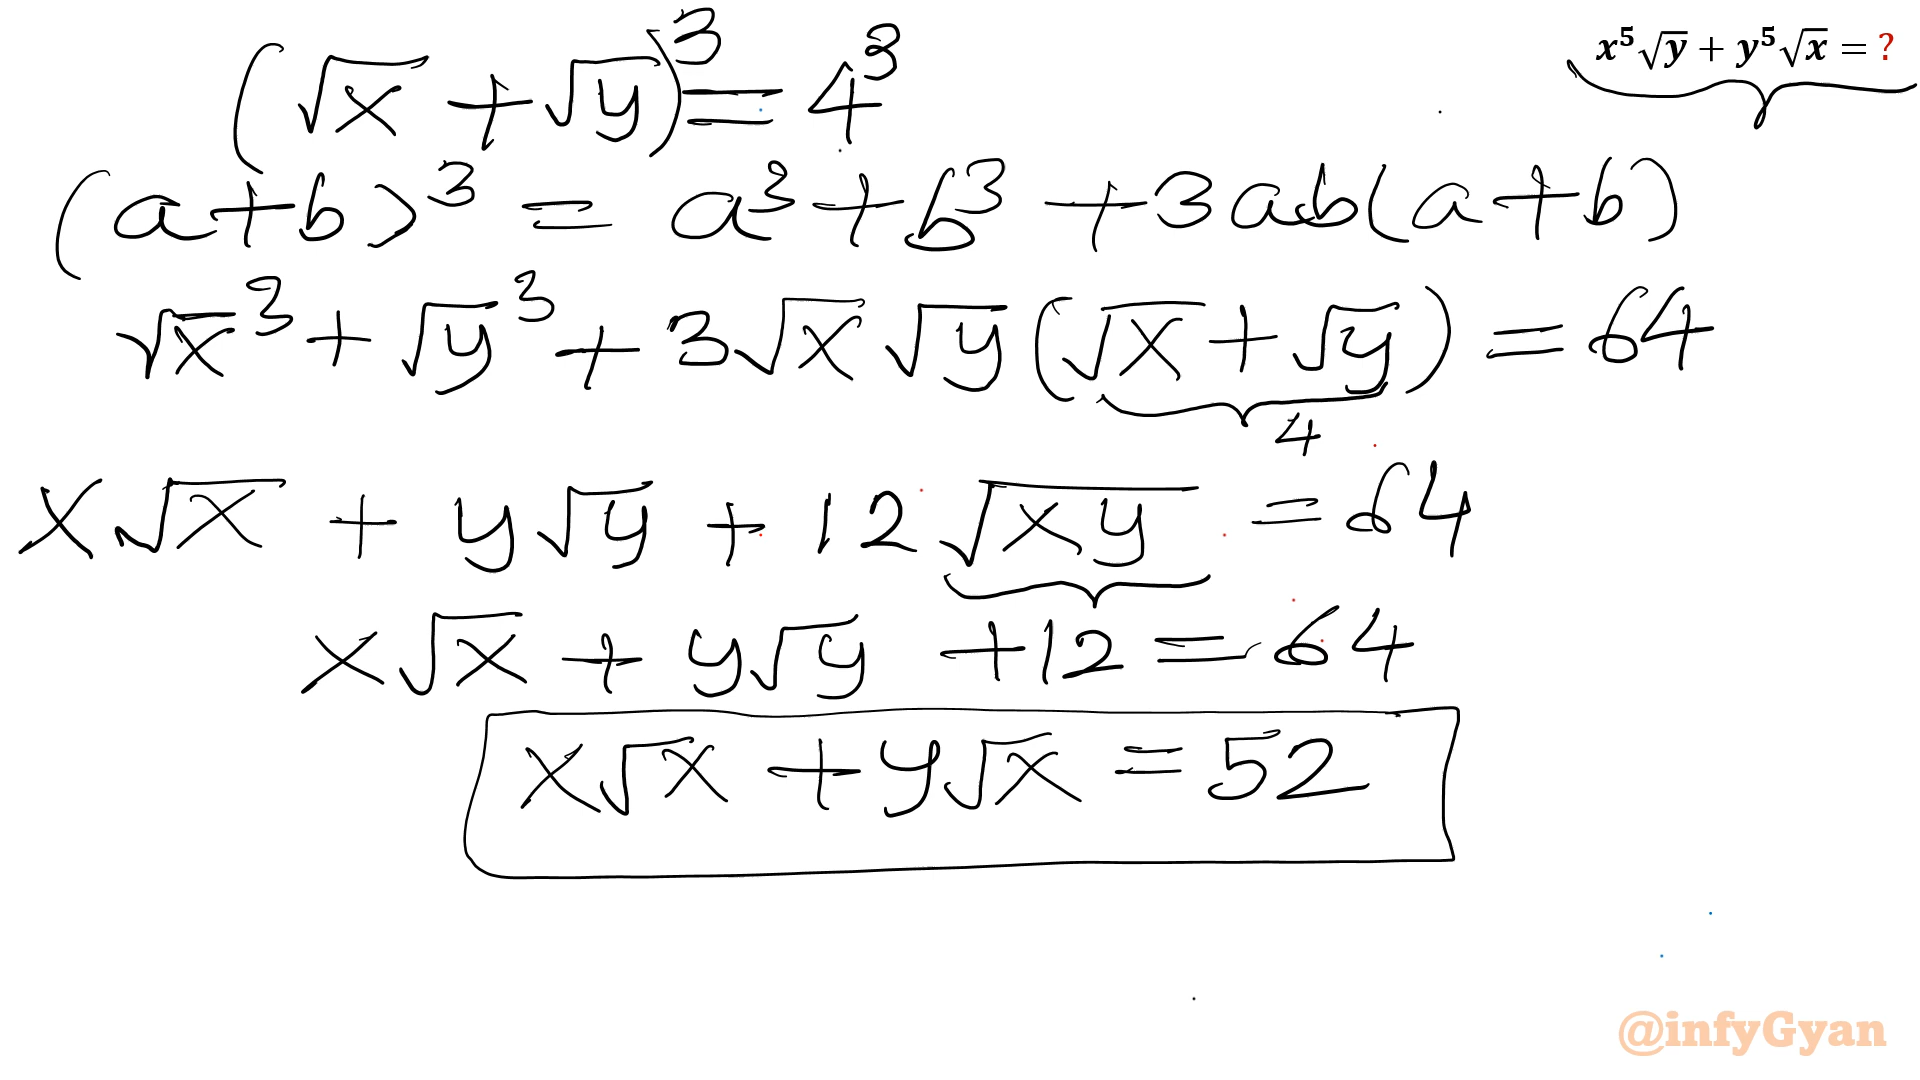 x⁵√y + y⁵√x = ?
(√x + √y)³ = 4³
(a+b)³ = a³ + b³ + 3ab(a+b)
√x³ + √y³ + 3√x √y (√x + √y) = 64
4
x√x + y√y + 12√xy = 64
x√x + y√y + 12 = 64
x√x + y√x = 52
@infyGyan